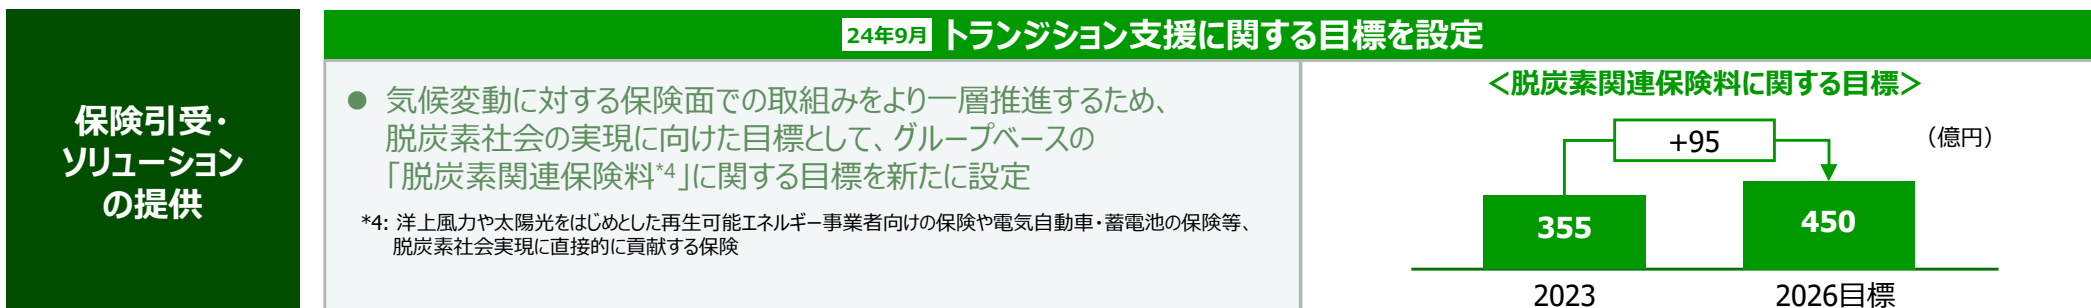 保険引受・
ソリューション
の提供
24年9月 トランジション支援に関する目標を設定
● 気候変動に対する保険面での取組みをより一層推進するため、
脱炭素社会の実現に向けた目標として、グループベースの
「脱炭素関連保険料*4」に関する目標を新たに設定
*4: 洋上風力や太陽光をはじめとした再生可能エネルギー事業者向けの保険や電気自動車・蓄電池の保険等、
脱炭素社会実現に直接的に貢献する保険
＜脱炭素関連保険料に関する目標＞
+95
（億円）
355
450
2023
2026目標